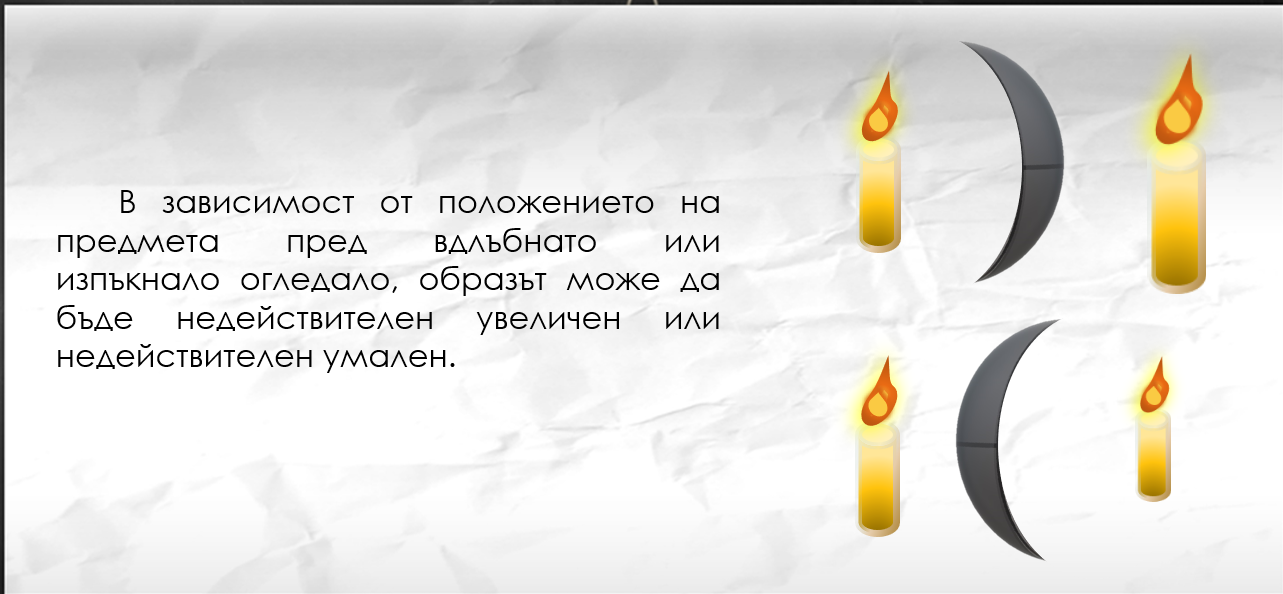 В зависимост от положението на
предмета пред вдлъбнато или
изпъкнало огледало, образът може да
бъде недействителен увеличен или
недействителен умален.